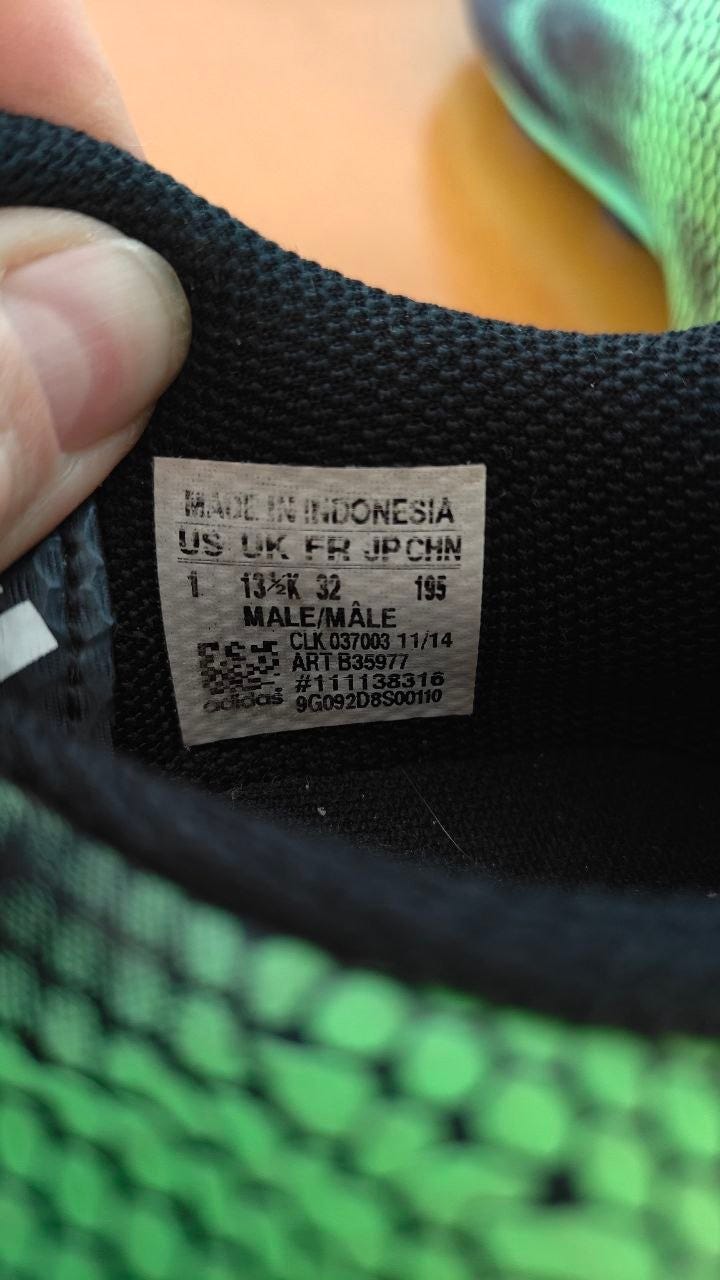 MADE IN INDONESIA
US UK FR JP CHN
1 13½K 32 195
MALE/MÂLE
CLK 037003 11/14
ART B35977
#111138316
adidas 9G092D8S00110